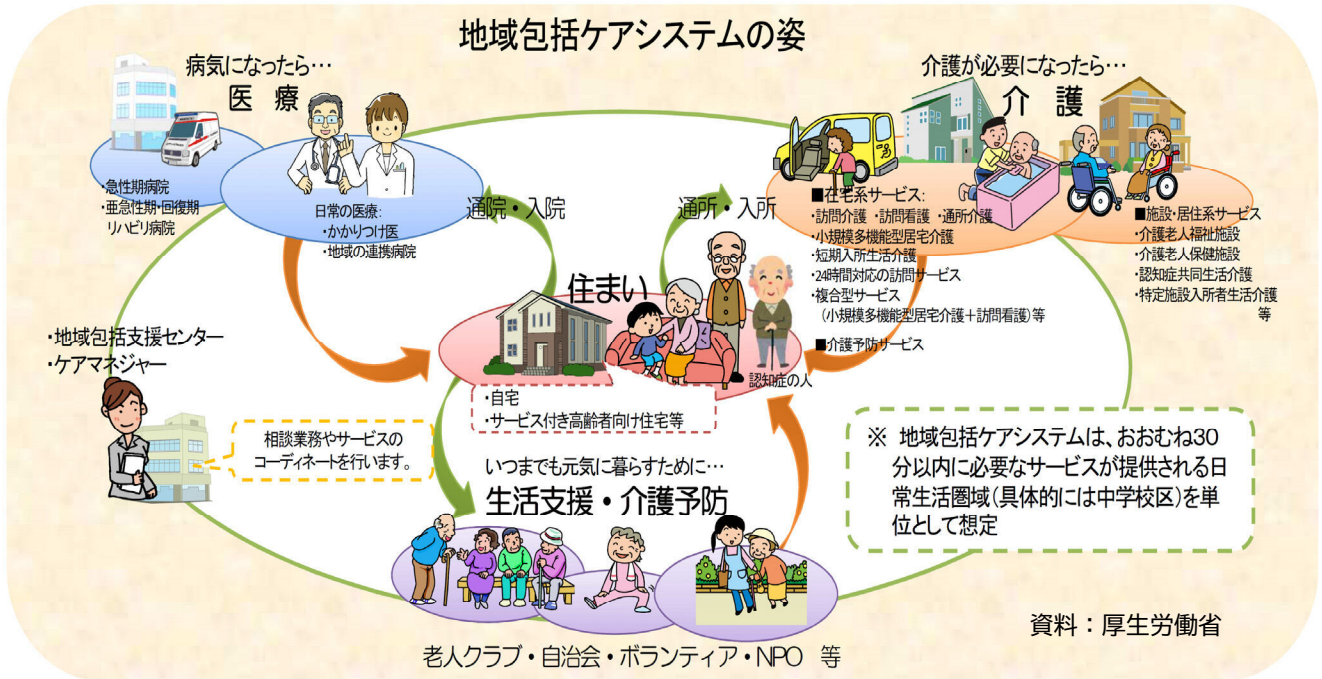 地域包括ケアシステムの姿
病気になったら…
医 療
・急性期病院
・亜急性期・回復期
リハビリ病院
日常の医療:
・かかりつけ医
・地域の連携病院
通院・入院
通所・入所
介護が必要になったら…
介 護
■在宅系サービス:
・訪問介護 ・訪問看護 ・通所介護
・小規模多機能型居宅介護
・短期入所生活介護
・24時間対応の訪問サービス
・複合型サービス
(小規模多機能型居宅介護+訪問看護)等
■介護予防サービス
■施設・居住系サービス
・介護老人福祉施設
・介護老人保健施設
・認知症共同生活介護
・特定施設入所者生活介護
等
住まい
認知症の人
・自宅
・サービス付き高齢者向け住宅等
・地域包括支援センター
・ケアマネジャー
相談業務やサービスの
コーディネートを行います。
いつまでも元気に暮らすために…
生活支援・介護予防
老人クラブ・自治会・ボランティア・NPO 等
※ 地域包括ケアシステムは、おおむね30
分以内に必要なサービスが提供される日
常生活圏域(具体的には中学校区)を単
位として想定
資料:厚生労働省